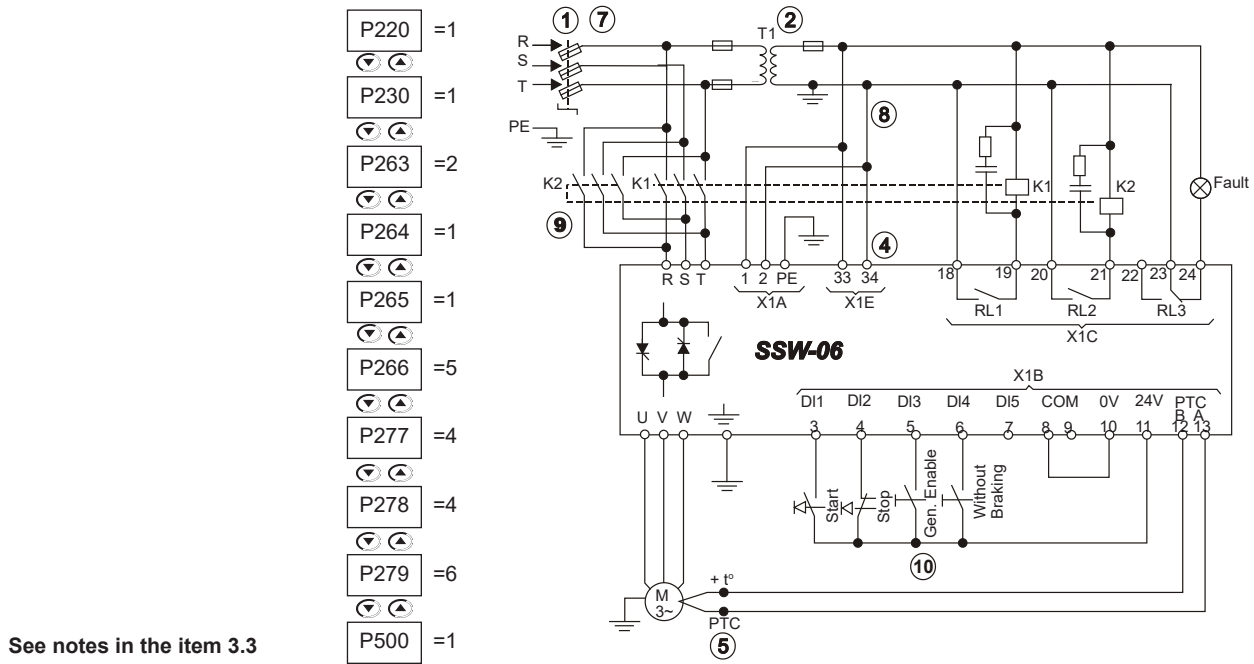 P220 =1
P230 =1
P263 =2
P264 =1
P265 =1
P266 =5
P277 =4
P278 =4
P279 =6
P500 =1
See notes in the item 3.3
1 7 2
T1
R
S
T
PE
8
K2 K1 K1 K2 Fault
9
4
R S T 1 2 PE 33 34 18 19 20 21 22 23 24
X1A X1E RL1 RL2 RL3
X1C
SSW-06
X1B
DI1 DI2 DI3 DI4 DI5 COM 0V 24V PTC
B A
U V W
3 4 5 6 7 8 9 10 11 12 13
Start
Stop
Gen. Enable
Without
Braking
10
+ tº
M
3~
PTC
5